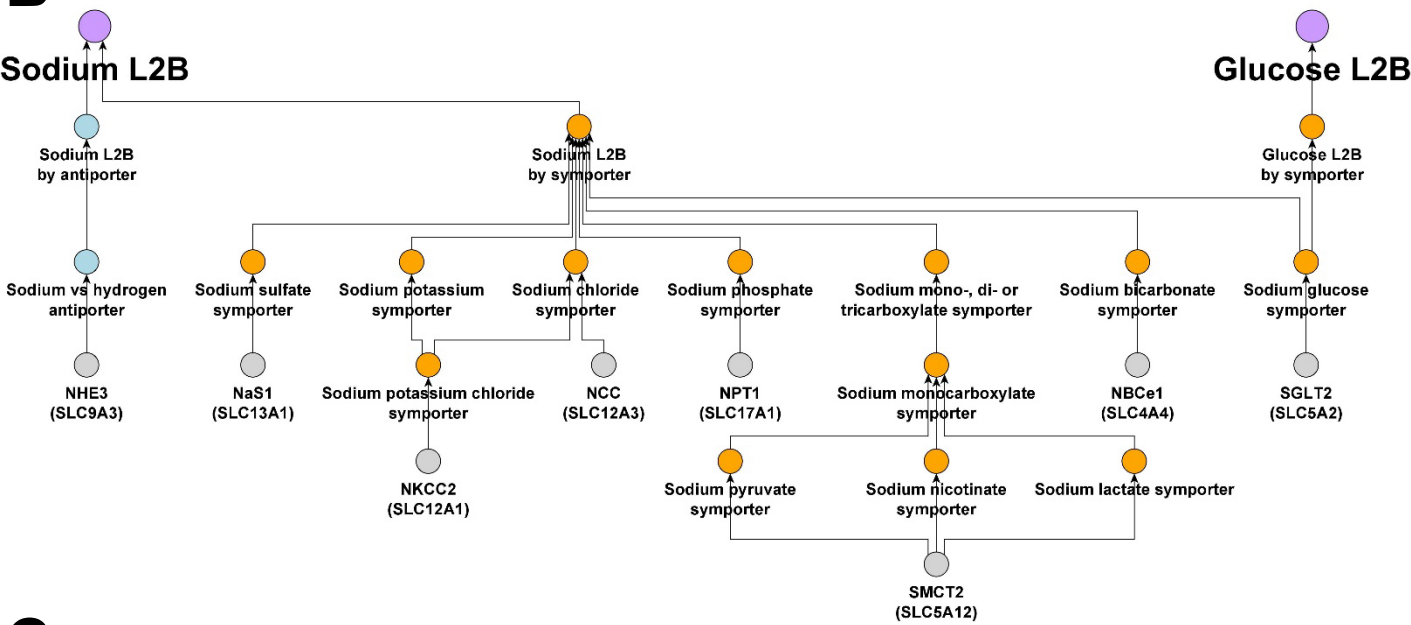 Sodium L2B
Glucose L2B
Sodium L2B
by antiporter
Sodium L2B
by symporter
Glucose L2B
by symporter
Sodium vs hydrogen
antiporter
Sodium sulfate
symporter
Sodium potassium
symporter
Sodium chloride
symporter
Sodium phosphate
symporter
Sodium mono-, di- or
tricarboxylate symporter
Sodium bicarbonate
symporter
Sodium glucose
symporter
NHE3
(SLC9A3)
NaS1
(SLC13A1)
Sodium potassium chloride
symporter
NCC
(SLC12A3)
NPT1
(SLC17A1)
Sodium monocarboxylate
symporter
NBCe1
(SLC4A4)
SGLT2
(SLC5A2)
NKCC2
(SLC12A1)
Sodium pyruvate
symporter
Sodium nicotinate
symporter
Sodium lactate symporter
SMCT2
(SLC5A12)